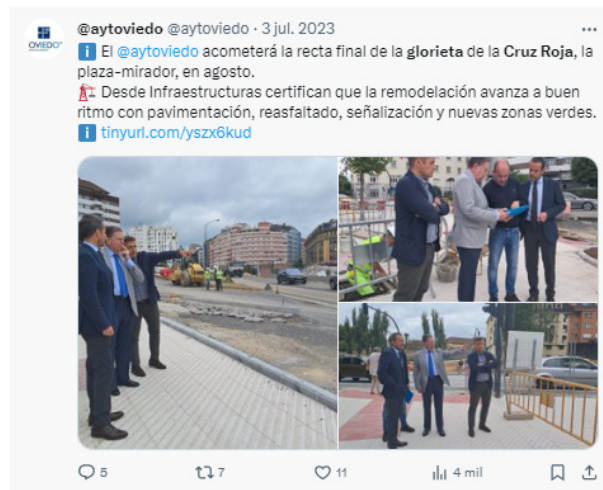 @aytoviedo @aytoviedo · 3 jul. 2023
OVIEDO
El @aytoviedo acometerá la recta final de la glorieta de la Cruz Roja, la
plaza-mirador, en agosto.
Desde Infraestructuras certifican que la remodelación avanza a buen
ritmo con pavimentación, reasfaltado, señalización y nuevas zonas verdes.
tinyurl.com/yszx6kud
5 7 11 4 mil